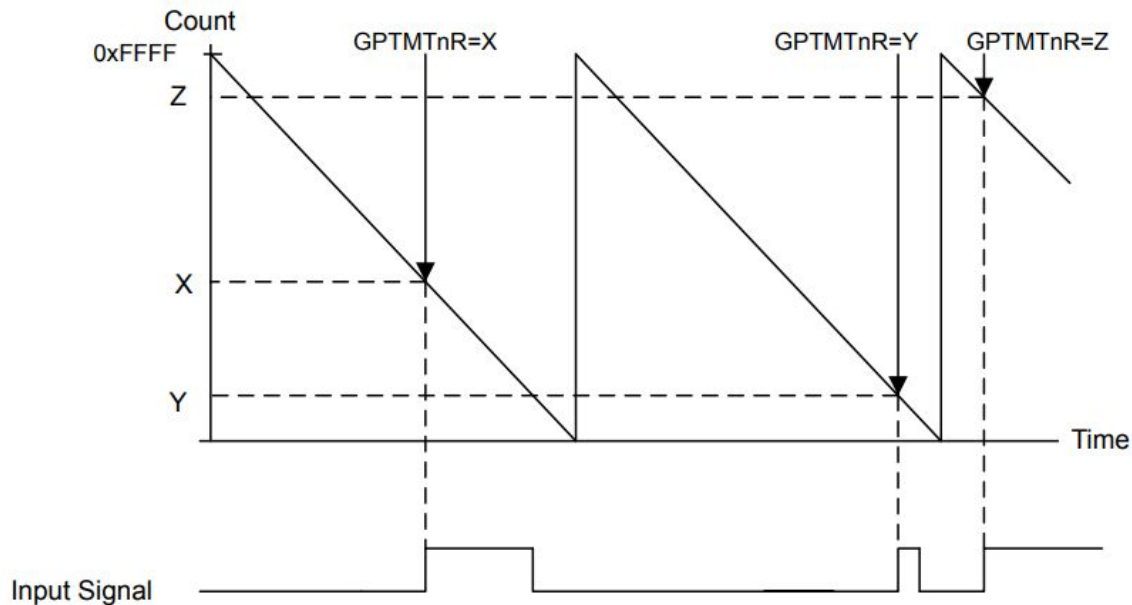 Count
GPTMTnR=X
GPTMTnR=Y
GPTMTnR=Z
0xFFFF
Z
X
Y
Time
Input Signal